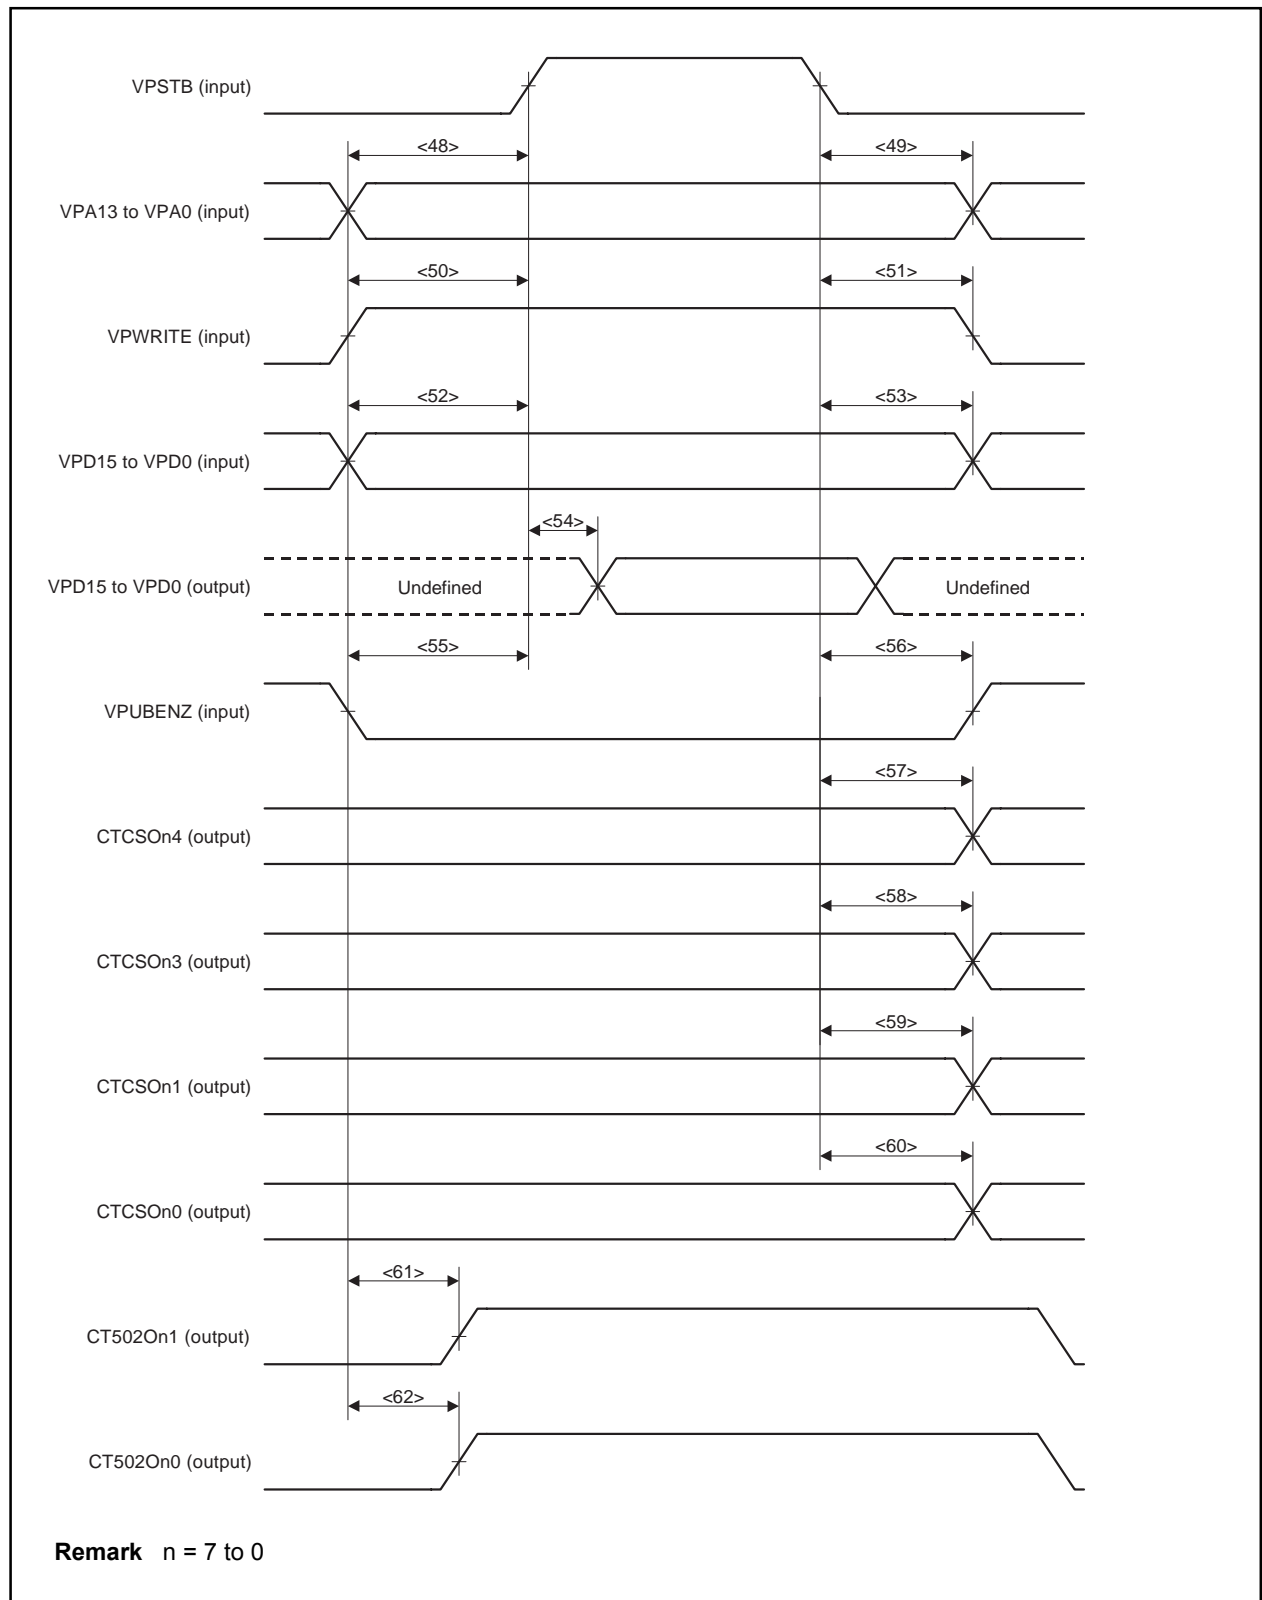 VPSTB (input)
<48> <49>
VPA13 to VPA0 (input)
<50> <51>
VPWRITE (input)
<52> <53>
VPD15 to VPD0 (input)
<54>
VPD15 to VPD0 (output) Undefined Undefined
<55> <56>
VPUBENZ (input)
<57>
CTCSOn4 (output)
<58>
CTCSOn3 (output)
<59>
CTCSOn1 (output)
<60>
CTCSOn0 (output)
<61>
CT502On1 (output)
<62>
CT502On0 (output)
Remark n = 7 to 0